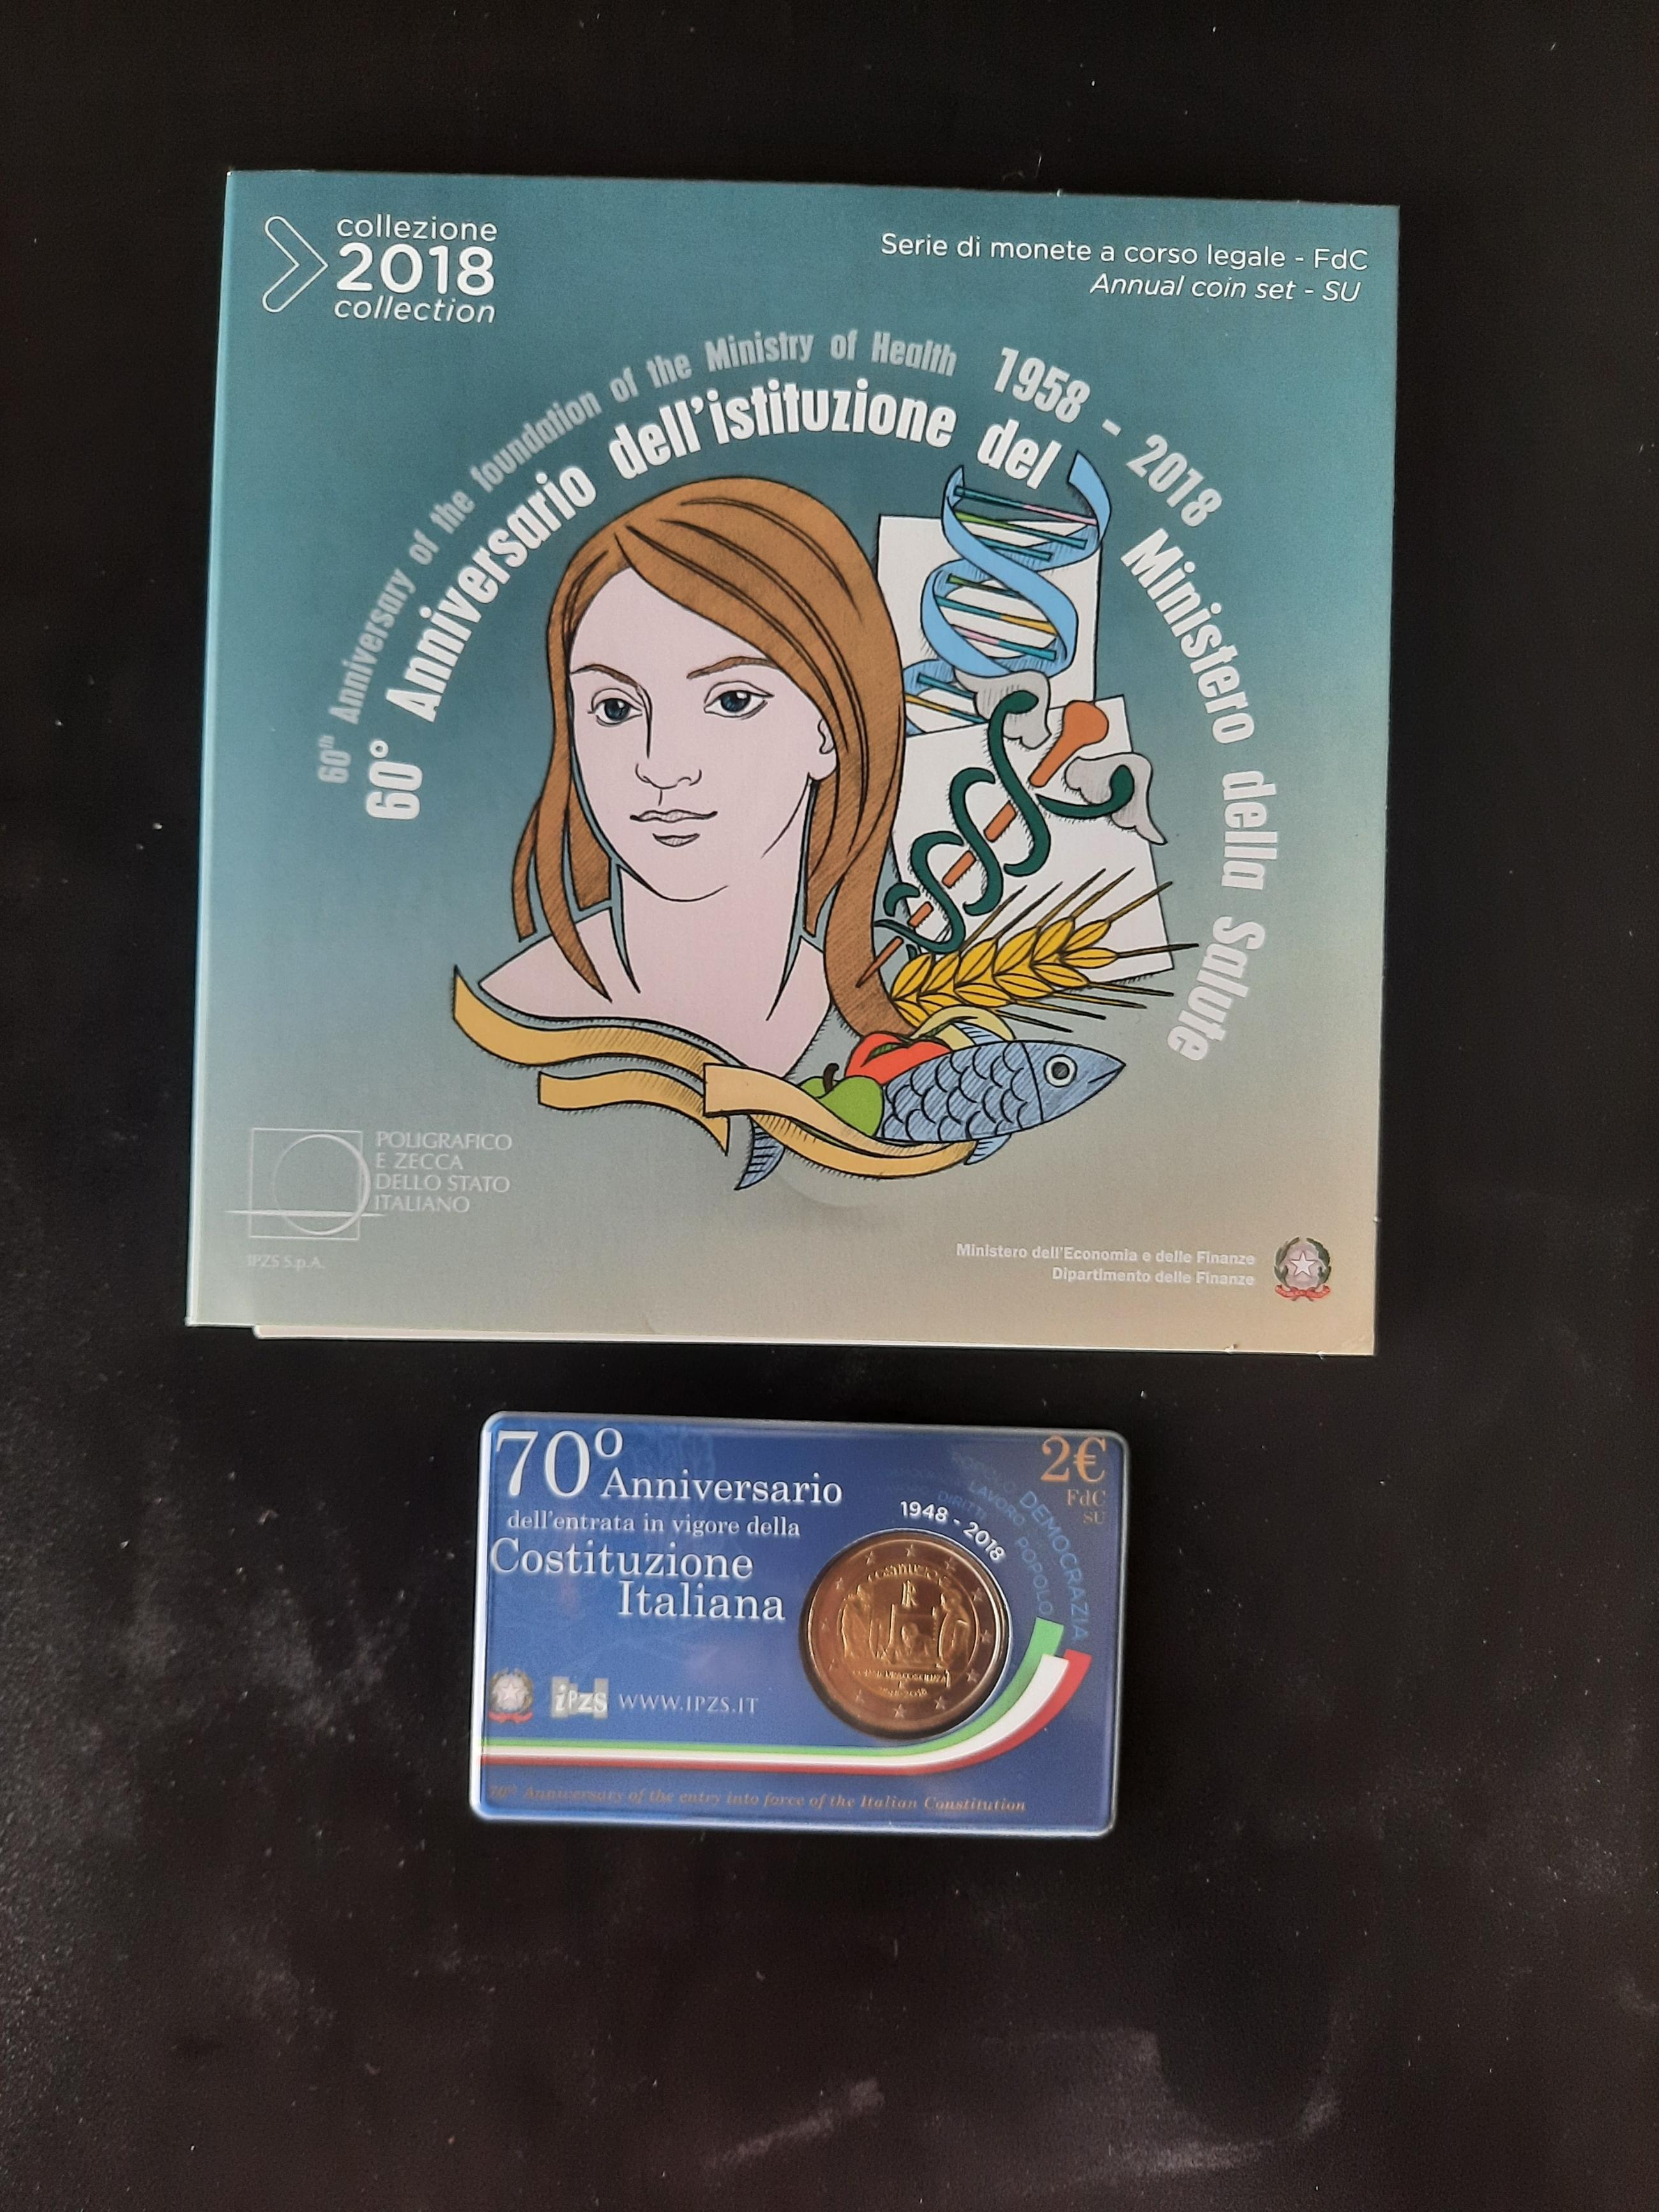 collezione
2018
collection
Serie di monete a corso legale - FdC
Annual coin set - SU
60th Anniversary of the foundation of the Ministry of Health 1958 - 2018
60° Anniversario dell'istituzione del Ministero della Salute
POLIGRAFICO
E ZECCA
DELLO STATO
ITALIANO
IPZS S.p.A.
Ministero dell'Economia e delle Finanze
Dipartimento delle Finanze
70° Anniversario
dell'entrata in vigore della
Costituzione
Italiana
2€
FdC
SU
1948 - 2018
DIRITTI
LAVORO
POPOLO
DEMOCRAZIA
COSTITUZIONE
RI
1948-2018
iPZS WWW.IPZS.IT
70th Anniversary of the entry into force of the Italian Constitution